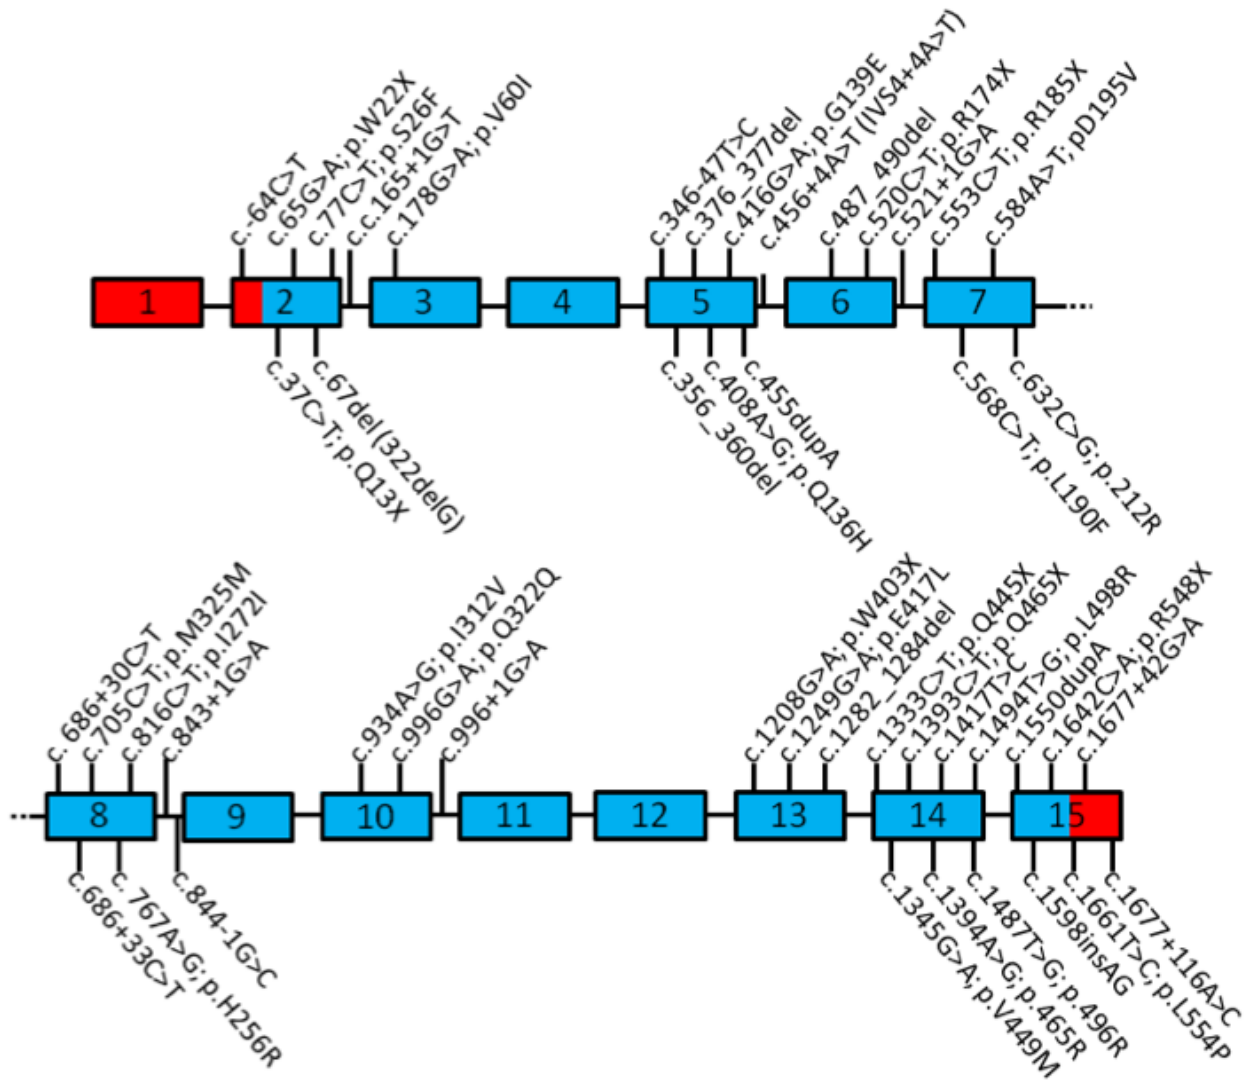 c.-64C>T
c.65G>A; p.W22X
c.77C>T; p.S26F
c.c.165+1G>T
c.178G>A; p.V60I
c.346-47T>C
c.376_377del
c.416G>A; p.G139E
c.456+4A>T (IVS4+4A>T)
c.487_490del
c.520C>T; p.R174X
c.521+1G>A
c.553C>T; p.R185X
c.584A>T; pD195V
1
2
3
4
5
6
7
c.37C>T; p.Q13X
c.67del (322delG)
c.356_360del
c.408A>G; p.Q136H
c.455dupA
c.568C>T; p.L190F
c.632C>G; p.212R
c. 686+30C>T
c.705C>T; p.M325M
c.816C>T; p.I272I
c.843+1G>A
c.934A>G; p.I312V
c.996G>A; p.Q322Q
c.996+1G>A
c.1208G>A; p.W403X
c.1249G>A; p.E417L
c.1282_1284del
c.1333C>T; p.Q445X
c.1393C>T; p.Q465X
c.1417T>C
c.1494T>G; p.L498R
c.1550dupA
c.1642C>A; p.R548X
c.1677+42G>A
8
9
10
11
12
13
14
15
c.686+33C>T
c. 767A>G; p.H256R
c.844-1G>C
c.1345G>A; p.V449M
c.1394A>G; p.465R
c.1487T>G; p.496R
c.1598insAG
c.1661T>C; p.L554P
c.1677+116A>C